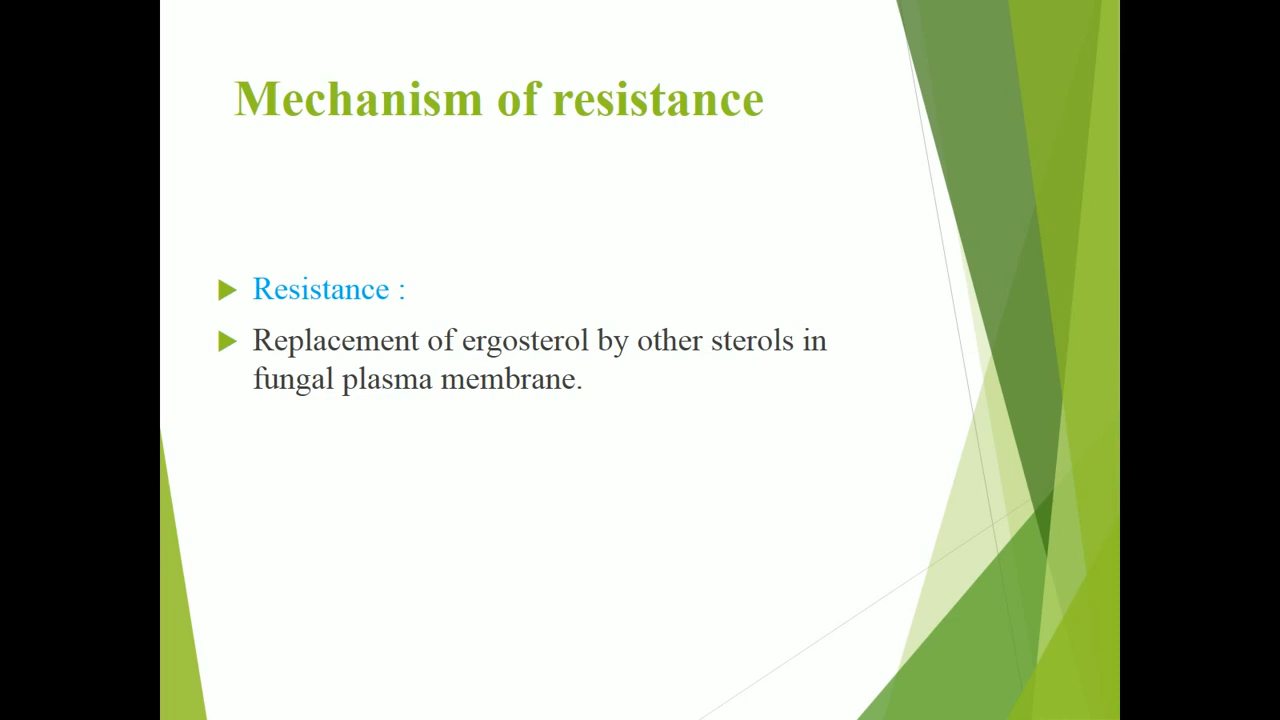 Mechanism of resistance
Resistance :
Replacement of ergosterol by other sterols in
fungal plasma membrane.